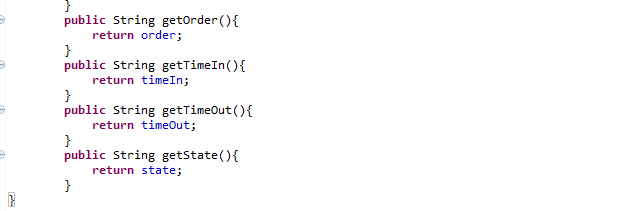 }
public String getOrder(){
return order;
}
public String getTimeIn(){
return timeIn;
}
public String getTimeOut(){
return timeOut;
}
public String getState(){
return state;
}
}